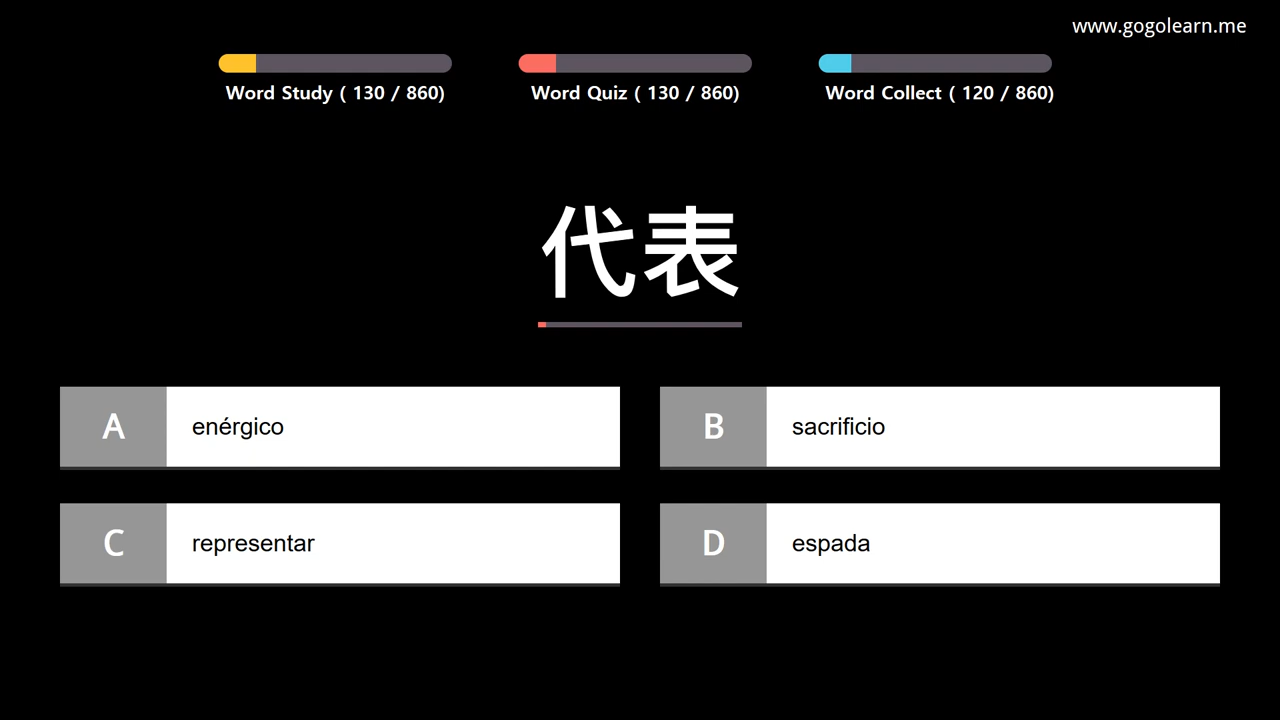 www.gogolearn.me
Word Study ( 130 / 860)
Word Quiz ( 130 / 860)
Word Collect ( 120 / 860)
代表
A enérgico
B sacrificio
C representar
D espada